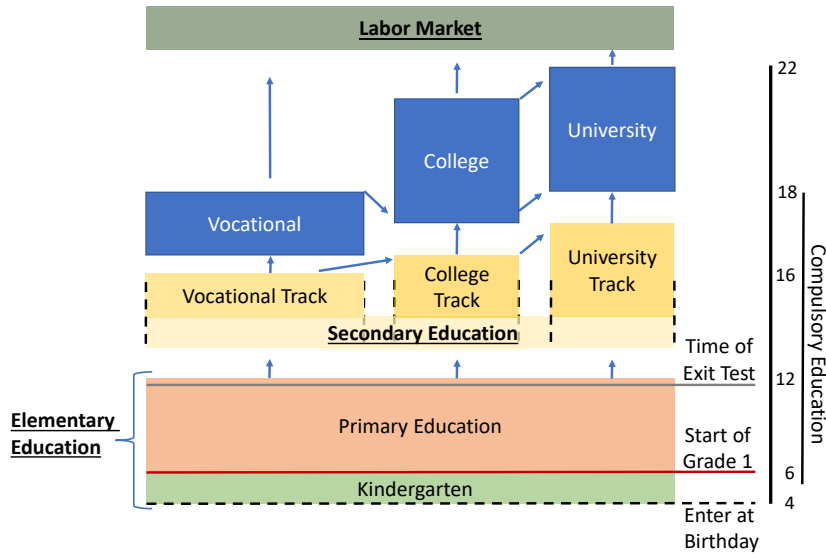 Labor Market
22
University
College
18
Vocational
University
Track
16
College
Track
Vocational Track
Secondary Education
Compulsory Education
Time of
Exit Test
12
Elementary
Education
Primary Education
Start of
Grade 1
6
Kindergarten
4
Enter at
Birthday